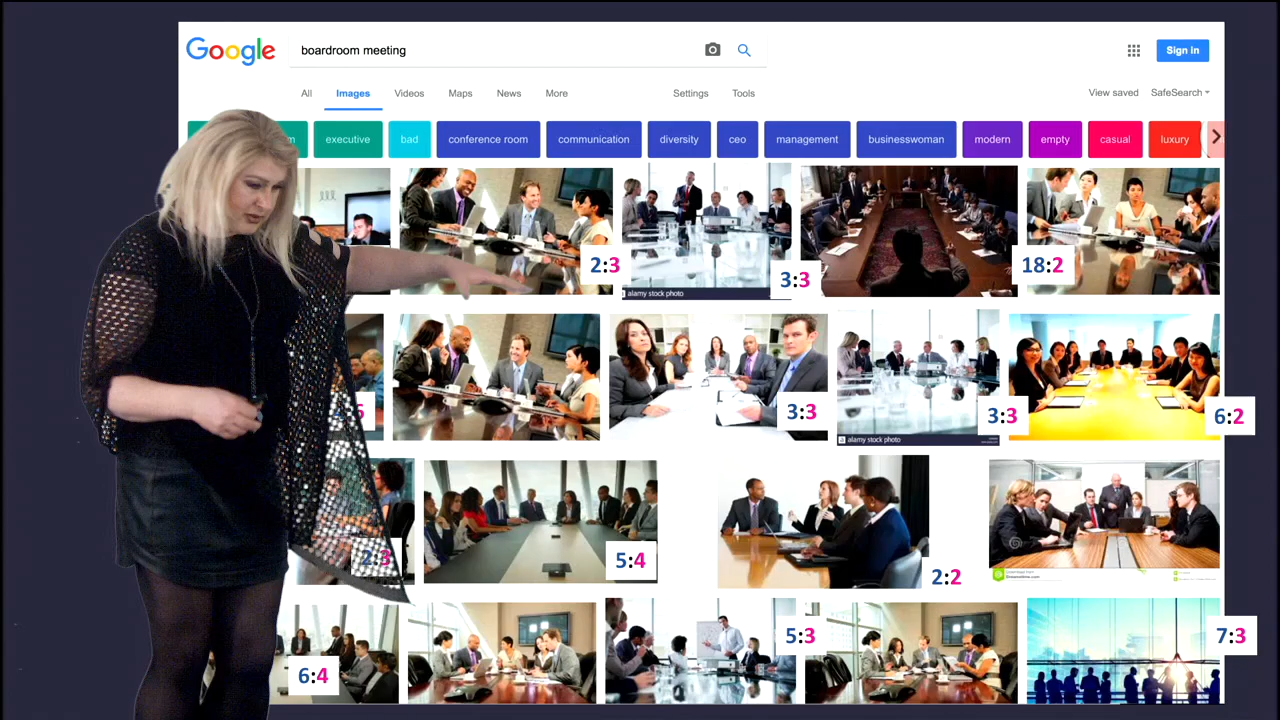 Google boardroom meeting Sign in
All Images Videos Maps News More Settings Tools View saved SafeSearch
executive bad conference room communication diversity ceo management businesswoman modern empty casual luxury
2:3
3:3
18:2
alamy stock photo
3:3
3:3
6:2
alamy stock photo
2:3
5:4
2:2
6:4
5:3
7:3